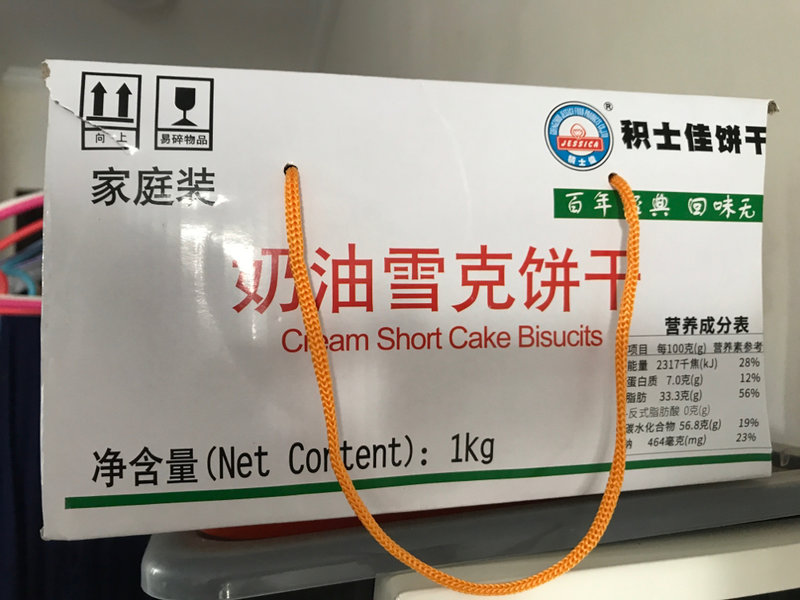 向上
易碎物品
家庭装
JESSICA
积士佳
®
积士佳饼干
百年经典 回味无
奶油雪克饼干
Cream Short Cake Bisucits
净含量(Net Content): 1kg
营养成分表
项目 每100克(g) 营养素参考
能量 2317千焦(kJ) 28%
蛋白质 7.0克(g) 12%
脂肪 33.3克(g) 56%
反式脂肪酸 0克(g)
碳水化合物 56.8克(g) 19%
钠 464毫克(mg) 23%